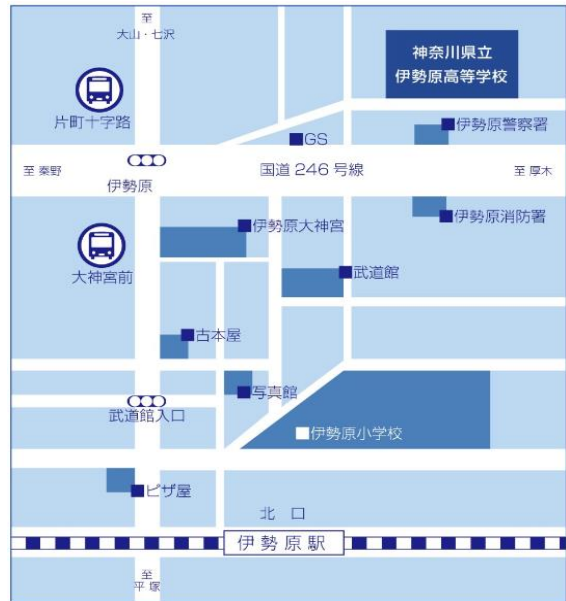 至
大山・七沢
神奈川県立
伊勢原高等学校
片町十字路
伊勢原警察署
GS
至 秦野
国道246号線
至 厚木
伊勢原
伊勢原大神宮
伊勢原消防署
大神宮前
武道館
古本屋
写真館
武道館入口
伊勢原小学校
ピザ屋
北 口
伊勢原駅
至
平塚